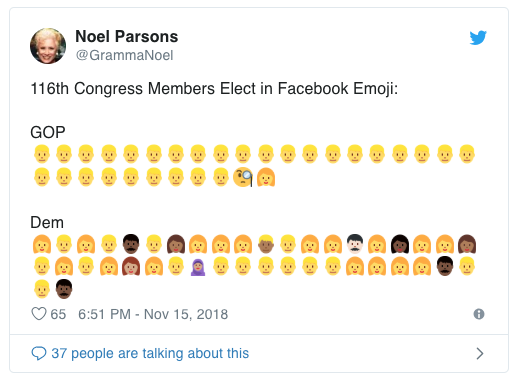 Noel Parsons
@GrammaNoel
116th Congress Members Elect in Facebook Emoji:
GOP
Dem
65 6:51 PM - Nov 15, 2018
37 people are talking about this